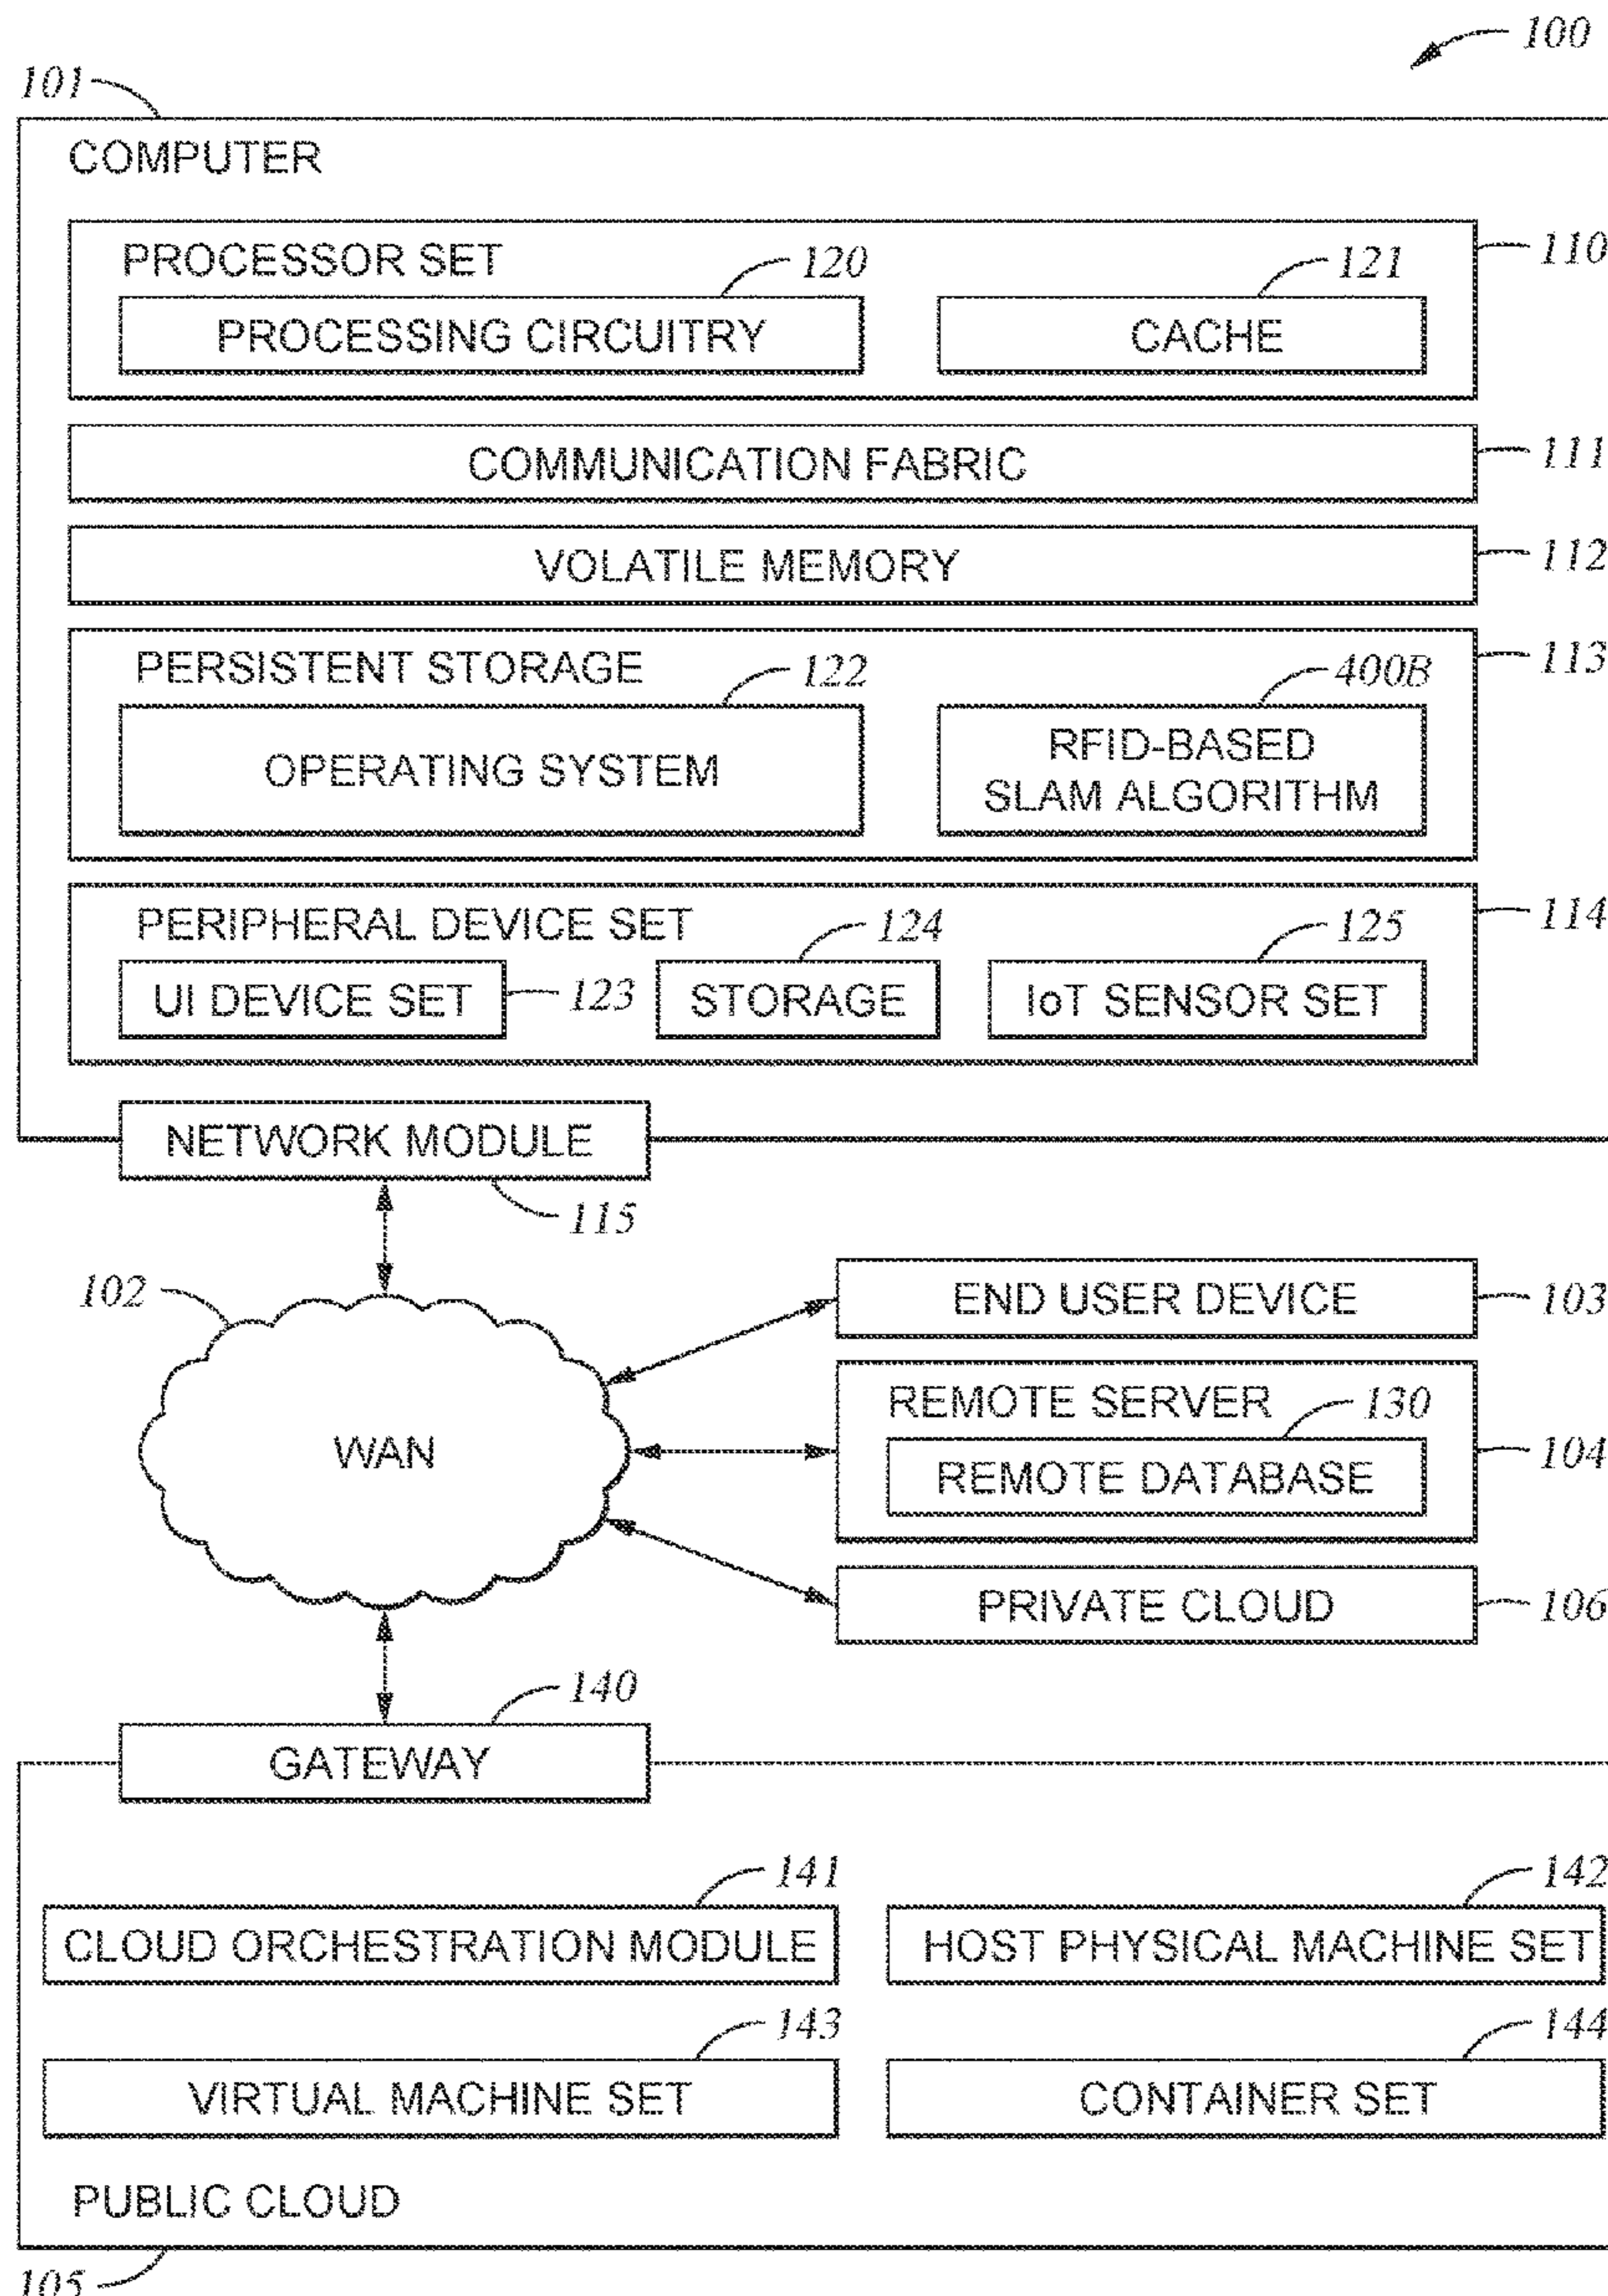 100
101
COMPUTER
PROCESSOR SET
120
121
110
PROCESSING CIRCUITRY
CACHE
COMMUNICATION FABRIC
111
VOLATILE MEMORY
112
PERSISTENT STORAGE
122
400B
113
OPERATING SYSTEM
RFID-BASED
SLAM ALGORITHM
PERIPHERAL DEVICE SET
124
125
114
UI DEVICE SET
123
STORAGE
IoT SENSOR SET
NETWORK MODULE
115
102
END USER DEVICE
103
WAN
REMOTE SERVER
130
REMOTE DATABASE
104
PRIVATE CLOUD
106
140
GATEWAY
141
142
CLOUD ORCHESTRATION MODULE
HOST PHYSICAL MACHINE SET
143
144
VIRTUAL MACHINE SET
CONTAINER SET
PUBLIC CLOUD
105